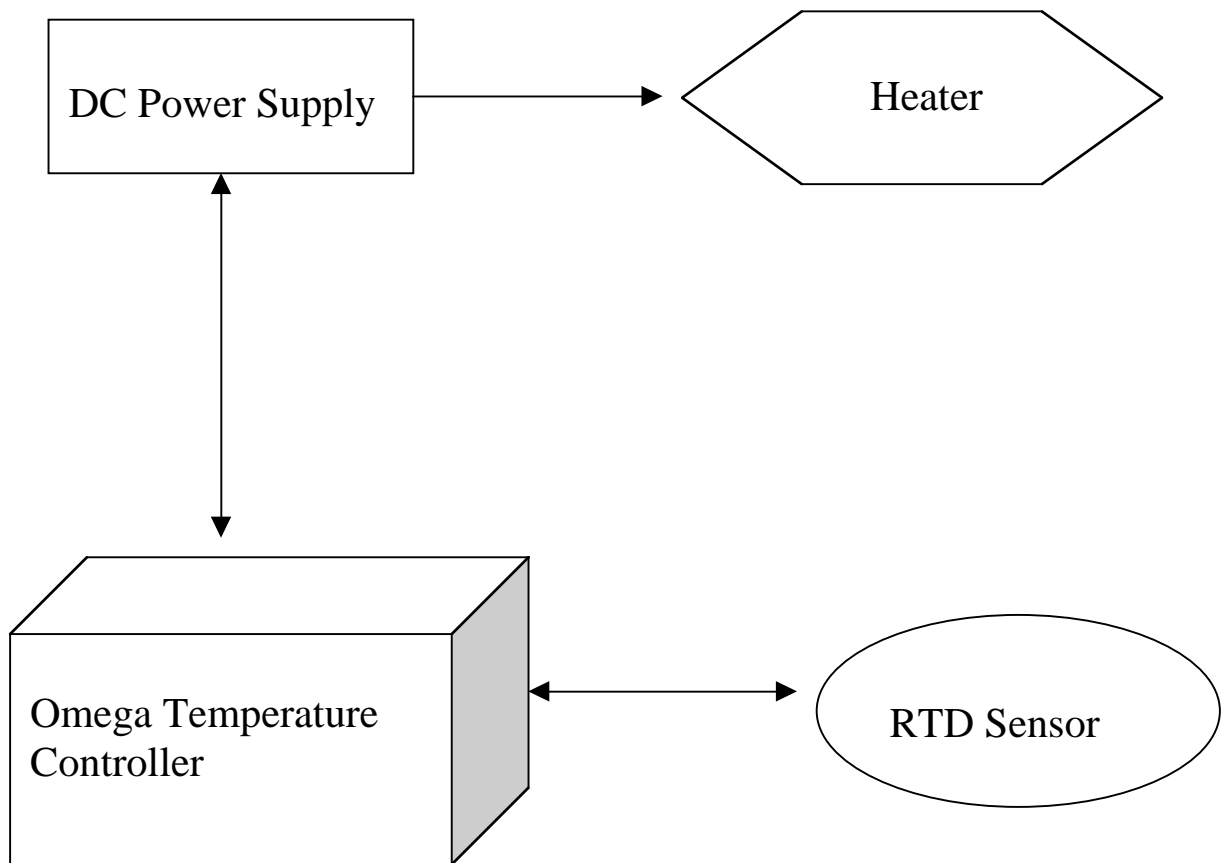 DC Power Supply
Heater
Omega Temperature
Controller
RTD Sensor